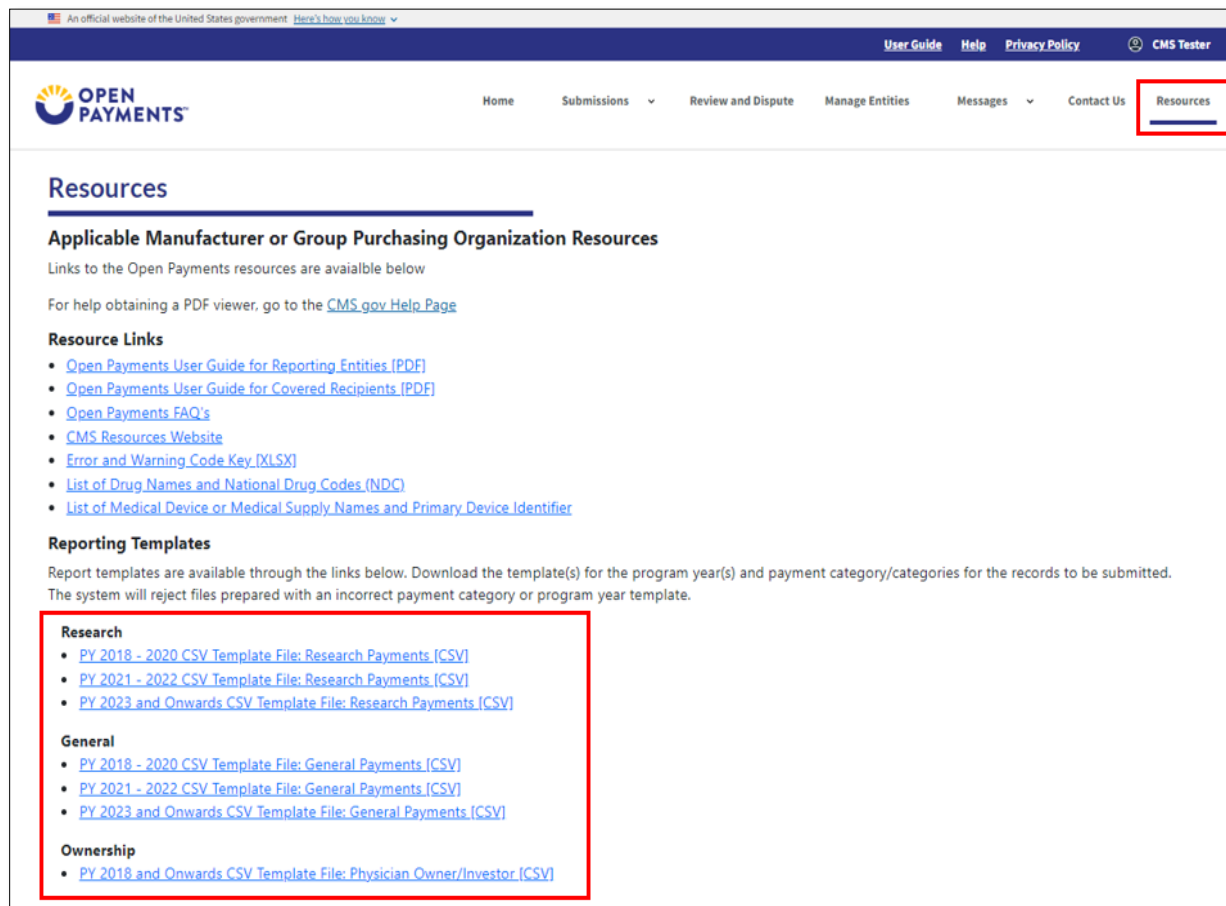 An official website of the United States government Here's how you know
User Guide Help Privacy Policy CMS Tester
OPEN PAYMENTS™
Home Submissions Review and Dispute Manage Entities Messages Contact Us Resources
Resources
Applicable Manufacturer or Group Purchasing Organization Resources
Links to the Open Payments resources are avaialble below
For help obtaining a PDF viewer, go to the CMS gov Help Page
Resource Links
• Open Payments User Guide for Reporting Entities [PDF]
• Open Payments User Guide for Covered Recipients [PDF]
• Open Payments FAQ's
• CMS Resources Website
• Error and Warning Code Key [XLSX]
• List of Drug Names and National Drug Codes (NDC)
• List of Medical Device or Medical Supply Names and Primary Device Identifier
Reporting Templates
Report templates are available through the links below. Download the template(s) for the program year(s) and payment category/categories for the records to be submitted.
The system will reject files prepared with an incorrect payment category or program year template.
Research
• PY 2018 - 2020 CSV Template File: Research Payments [CSV]
• PY 2021 - 2022 CSV Template File: Research Payments [CSV]
• PY 2023 and Onwards CSV Template File: Research Payments [CSV]
General
• PY 2018 - 2020 CSV Template File: General Payments [CSV]
• PY 2021 - 2022 CSV Template File: General Payments [CSV]
• PY 2023 and Onwards CSV Template File: General Payments [CSV]
Ownership
• PY 2018 and Onwards CSV Template File: Physician Owner/Investor [CSV]